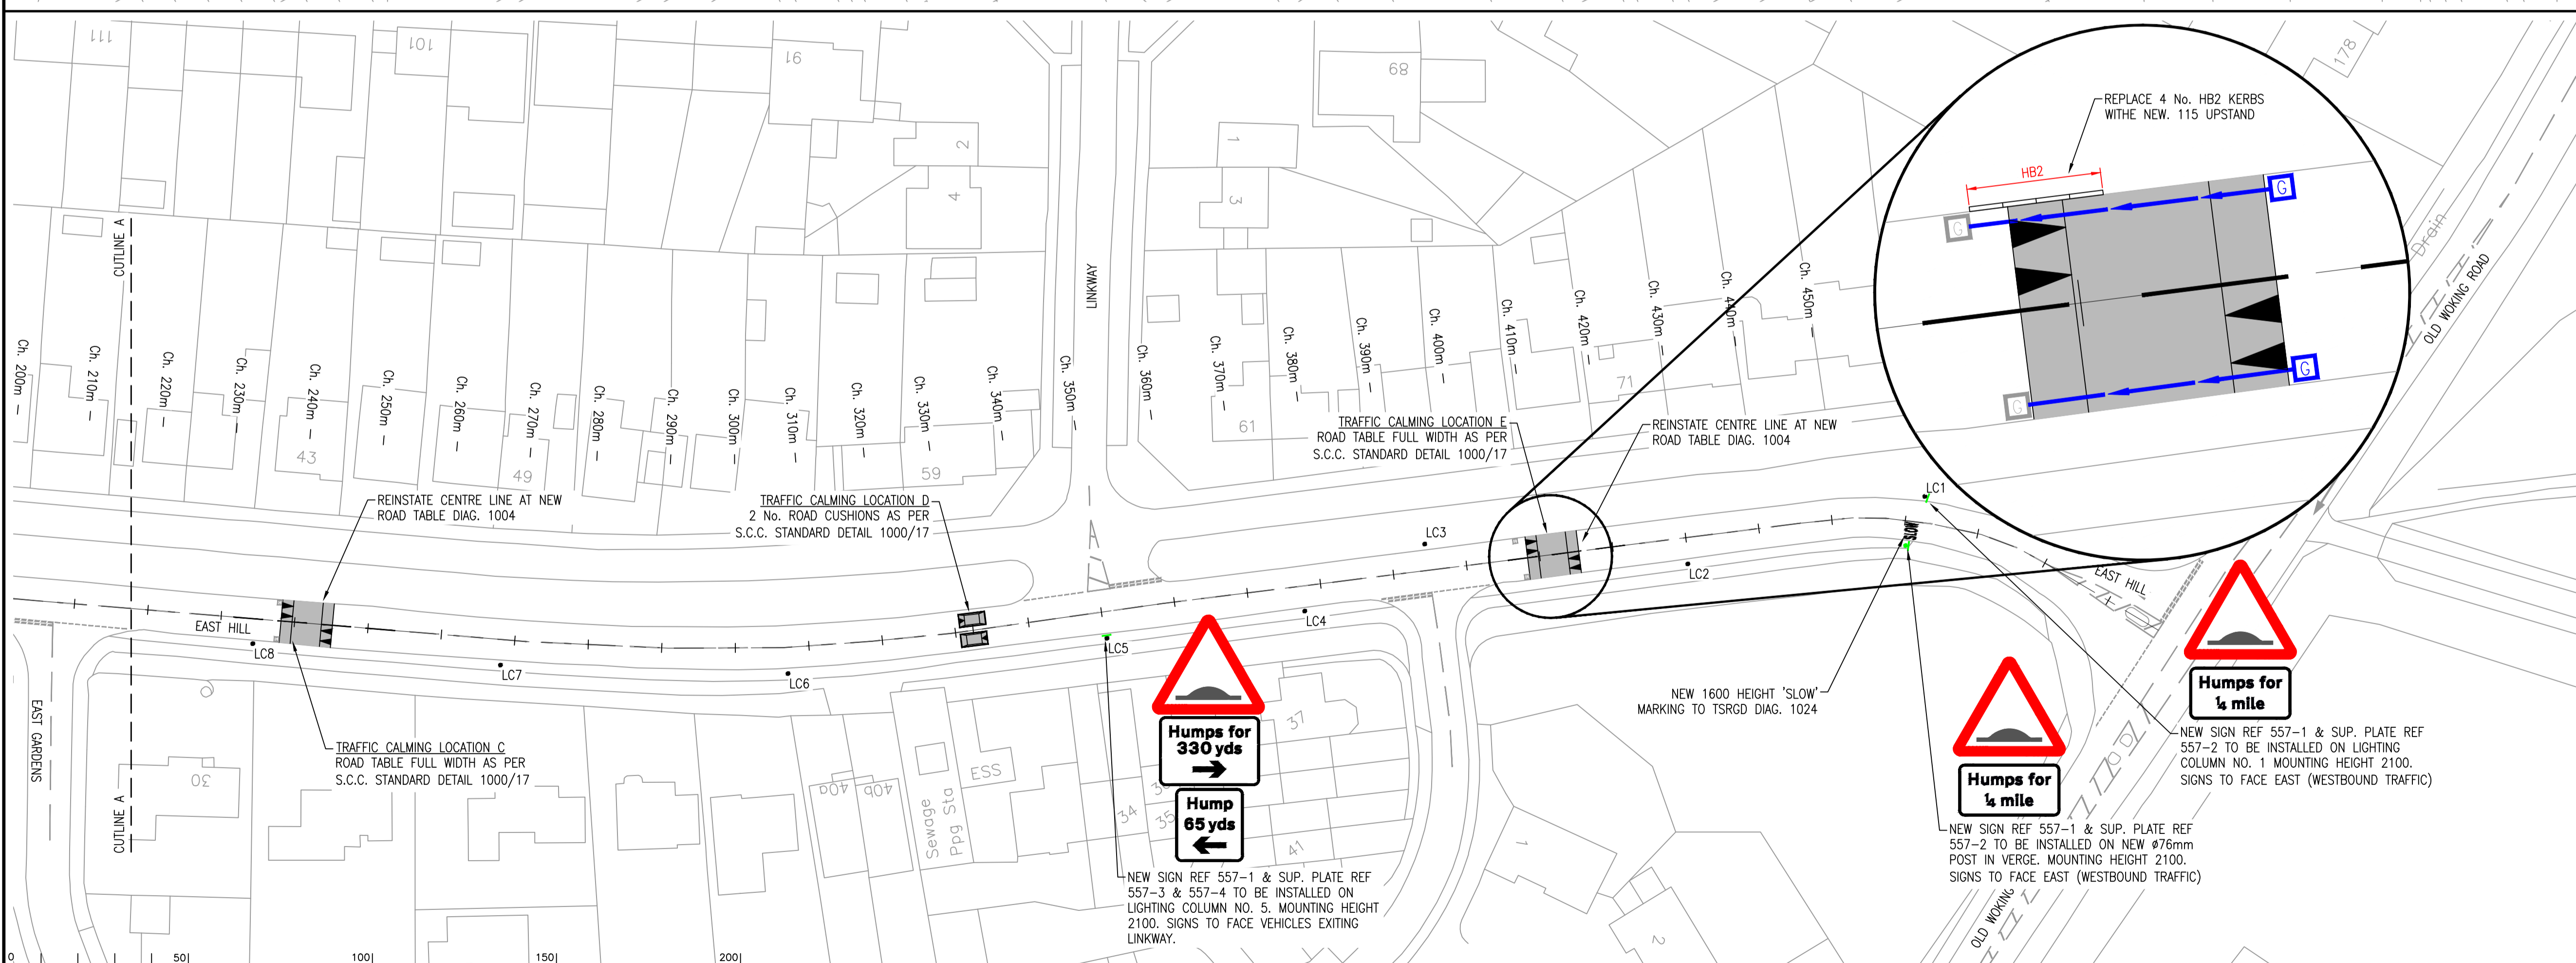 111
101
91
89
178
2
4
1
3
REPLACE 4 No. HB2 KERBS
WITHE NEW. 115 UPSTAND
HB2
G
G
G
G
Drain
OLD WOKING ROAD
CUTLINE A
LINKWAY
Ch. 200m
Ch. 210m
Ch. 220m
Ch. 230m
Ch. 240m
Ch. 250m
Ch. 260m
Ch. 270m
Ch. 280m
Ch. 290m
Ch. 300m
Ch. 310m
Ch. 320m
Ch. 330m
Ch. 340m
Ch. 350m
Ch. 360m
Ch. 370m
Ch. 380m
Ch. 390m
Ch. 400m
Ch. 410m
Ch. 420m
Ch. 430m
Ch. 440m
Ch. 450m
43
49
59
61
71
REINSTATE CENTRE LINE AT NEW
ROAD TABLE DIAG. 1004
TRAFFIC CALMING LOCATION D
2 No. ROAD CUSHIONS AS PER
S.C.C. STANDARD DETAIL 1000/17
TRAFFIC CALMING LOCATION E
ROAD TABLE FULL WIDTH AS PER
S.C.C. STANDARD DETAIL 1000/17
REINSTATE CENTRE LINE AT NEW
ROAD TABLE DIAG. 1004
LC1
LC3
LC2
LC4
LC5
LC6
LC7
LC8
SLOW
EAST HILL
EAST HILL
EAST GARDENS
CUTLINE A
30
TRAFFIC CALMING LOCATION C
ROAD TABLE FULL WIDTH AS PER
S.C.C. STANDARD DETAIL 1000/17
40a
40b
Sewage
Ppg Sta
ESS
34
35
37
41
1
2
Humps for
330 yds
Hump
65 yds
NEW SIGN REF 557-1 & SUP. PLATE REF
557-3 & 557-4 TO BE INSTALLED ON
LIGHTING COLUMN NO. 5. MOUNTING HEIGHT
2100. SIGNS TO FACE VEHICLES EXITING
LINKWAY.
NEW 1600 HEIGHT 'SLOW'
MARKING TO TSRGD DIAG. 1024
Humps for
¼ mile
NEW SIGN REF 557-1 & SUP. PLATE REF
557-2 TO BE INSTALLED ON NEW ø76mm
POST IN VERGE. MOUNTING HEIGHT 2100.
SIGNS TO FACE EAST (WESTBOUND TRAFFIC)
Humps for
¼ mile
NEW SIGN REF 557-1 & SUP. PLATE REF
557-2 TO BE INSTALLED ON LIGHTING
COLUMN NO. 1 MOUNTING HEIGHT 2100.
SIGNS TO FACE EAST (WESTBOUND TRAFFIC)
OLD WOKING
0
50
100
150
200